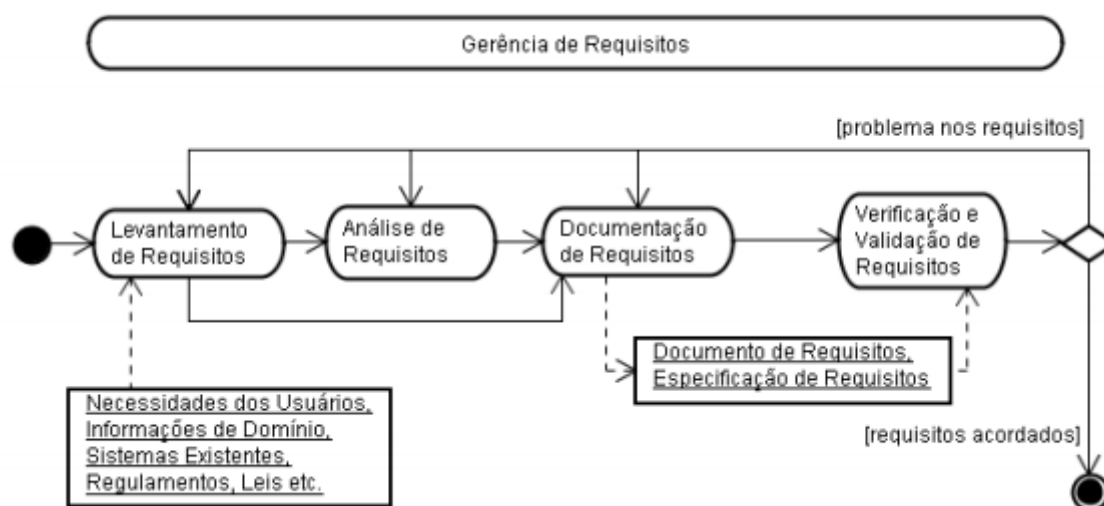 Gerência de Requisitos
[problema nos requisitos]
Levantamento
de Requisitos
Análise de
Requisitos
Documentação
de Requisitos
Verificação e
Validação de
Requisitos
Documento de Requisitos,
Especificação de Requisitos
Necessidades dos Usuários,
Informações de Domínio,
Sistemas Existentes,
Regulamentos, Leis etc.
[requisitos acordados]